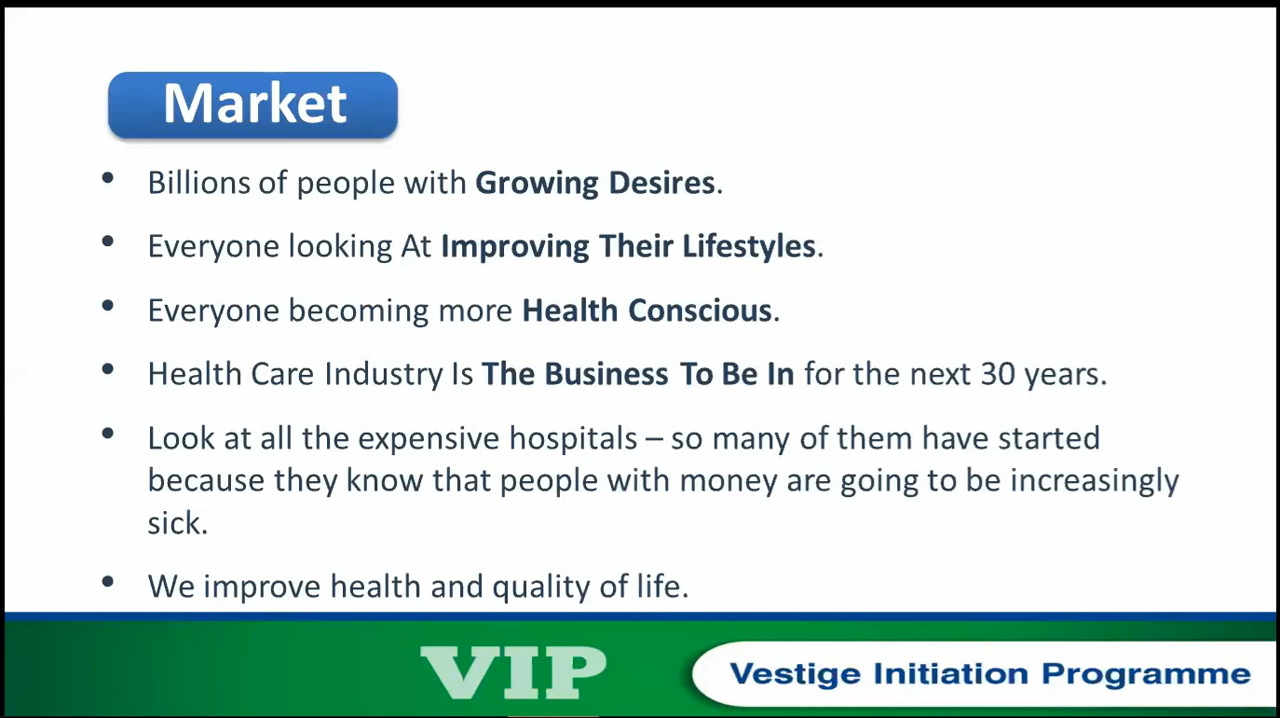 Market
• Billions of people with Growing Desires.
• Everyone looking At Improving Their Lifestyles.
• Everyone becoming more Health Conscious.
• Health Care Industry Is The Business To Be In for the next 30 years.
• Look at all the expensive hospitals – so many of them have started
because they know that people with money are going to be increasingly
sick.
• We improve health and quality of life.
VIP
Vestige Initiation Programme